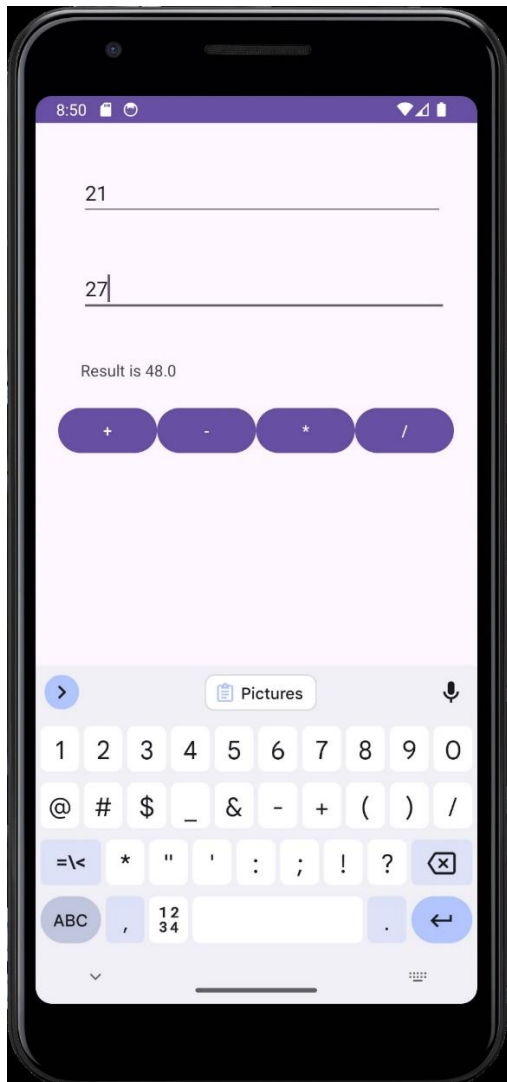 8:50
21
27
Result is 48.0
+ - * /
Pictures
1 2 3 4 5 6 7 8 9 0
@ # $ _ & - + ( ) /
=\< * " ' : ; ! ?
ABC , 12 34 .